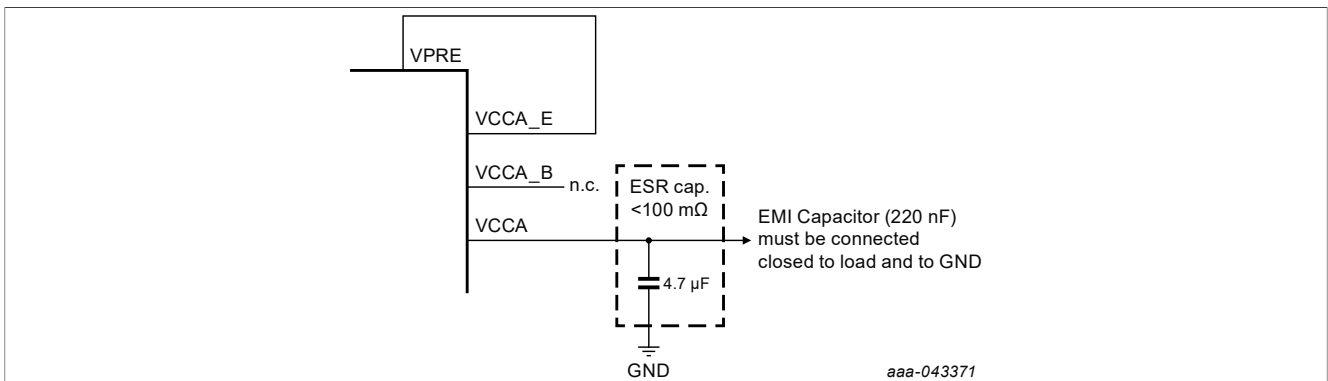 VPRE
VCCA_E
VCCA_B
n.c.
ESR cap.
<100 mΩ
VCCA
EMI Capacitor (220 nF)
must be connected
closed to load and to GND
4.7 µF
GND
aaa-043371